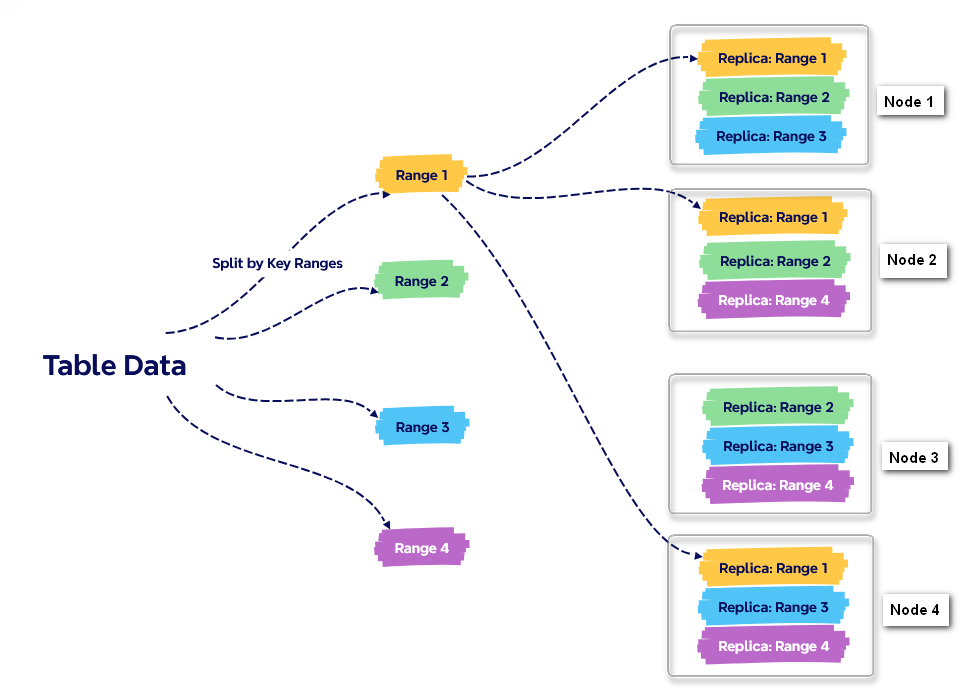 Table Data
Split by Key Ranges
Range 1
Range 2
Range 3
Range 4
Replica: Range 1
Replica: Range 2
Replica: Range 3
Node 1
Replica: Range 1
Replica: Range 2
Replica: Range 4
Node 2
Replica: Range 2
Replica: Range 3
Replica: Range 4
Node 3
Replica: Range 1
Replica: Range 3
Replica: Range 4
Node 4